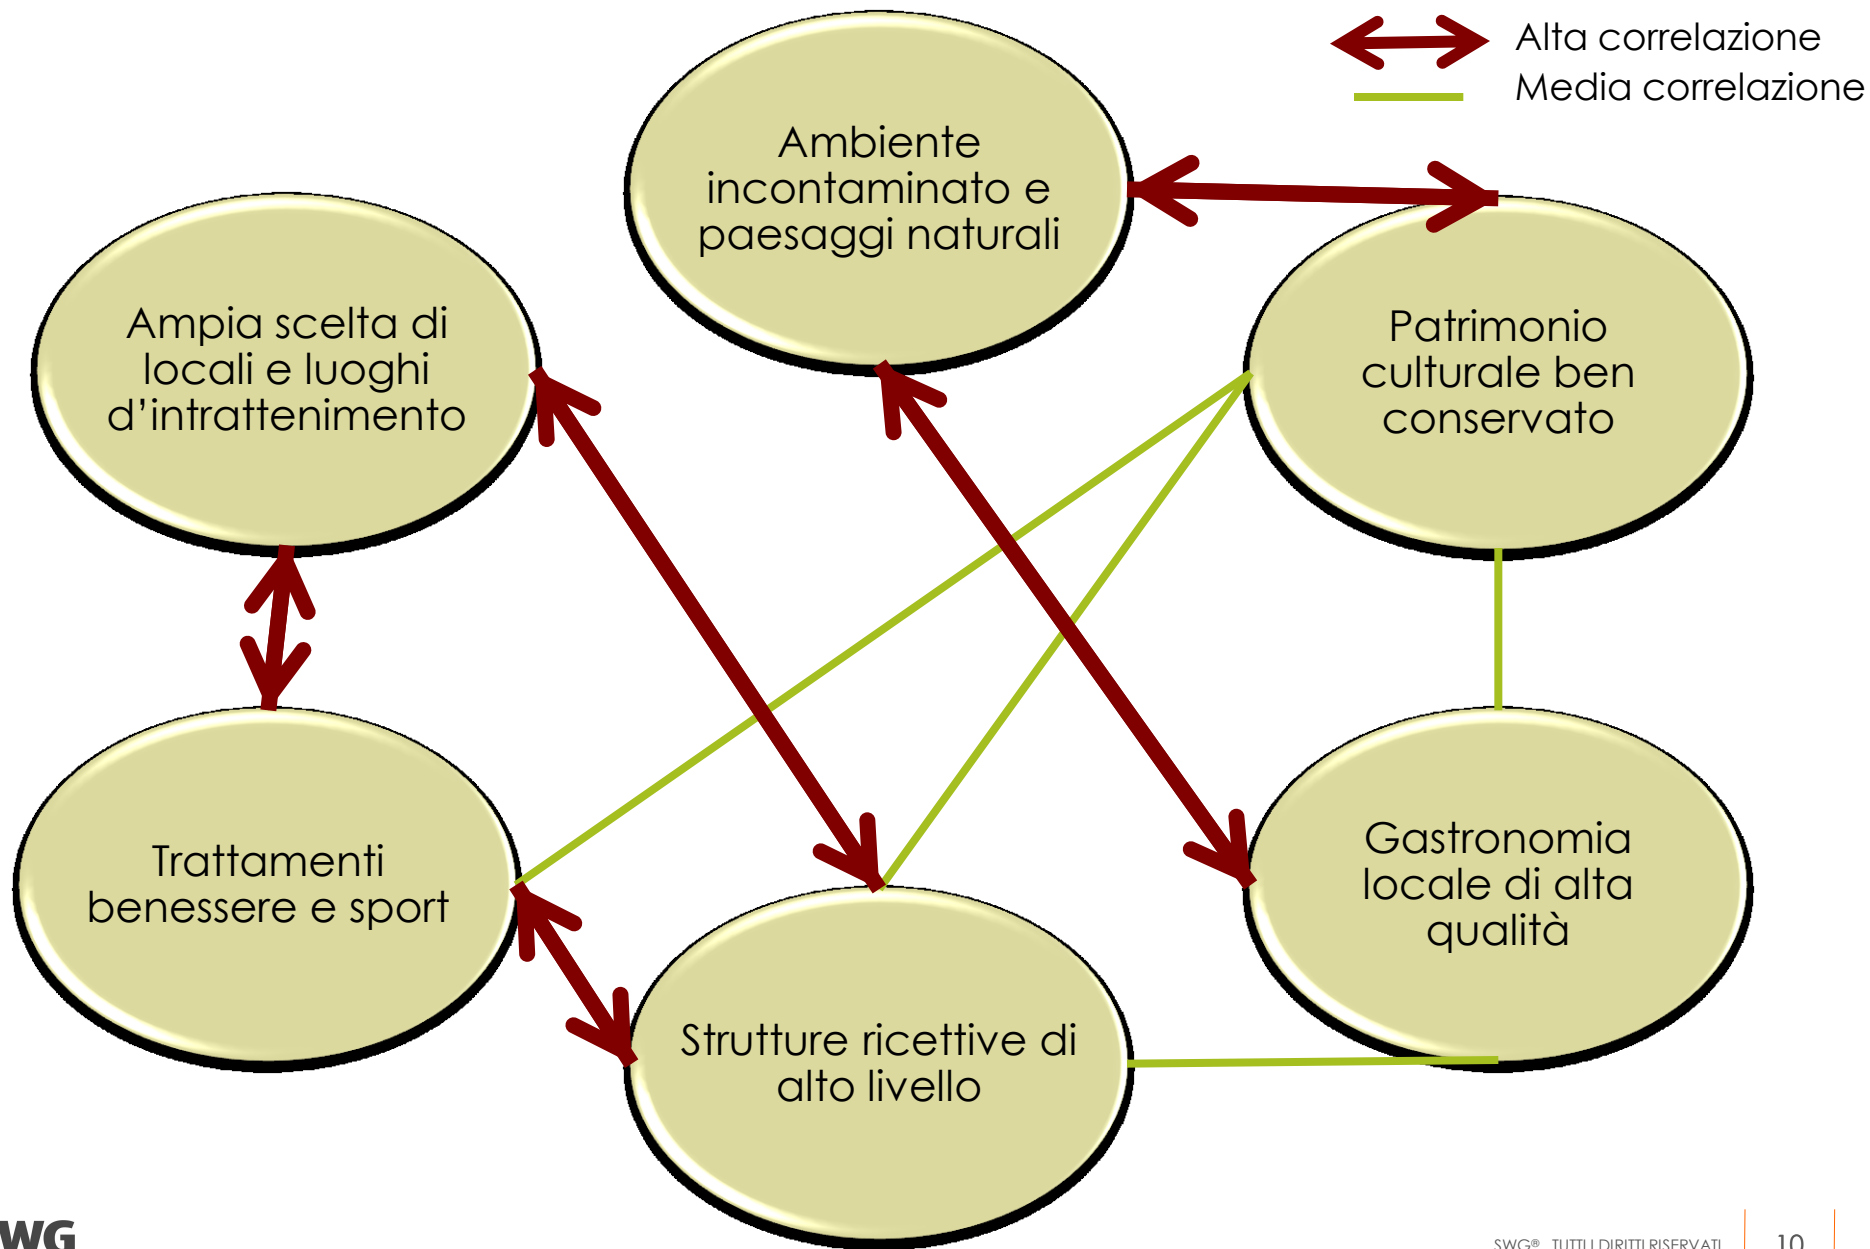 Alta correlazione
Media correlazione
Ambiente
incontaminato e
paesaggi naturali
Ampia scelta di
locali e luoghi
d’intrattenimento
Patrimonio
culturale ben
conservato
Trattamenti
benessere e sport
Gastronomia
locale di alta
qualità
Strutture ricettive di
alto livello
WG
SWG® TUTTI I DIRITTI RISERVATI
10